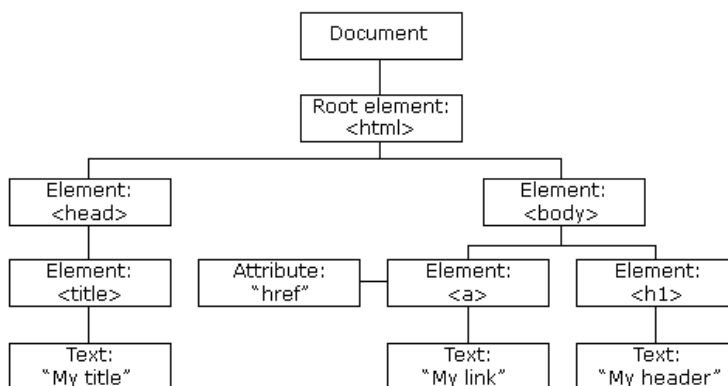 Document
Root element:
<html>
Element:
<head>
Element:
<body>
Element:
<title>
Attribute:
“href”
Element:
<a>
Element:
<h1>
Text:
“My title”
Text:
“My link”
Text:
“My header”